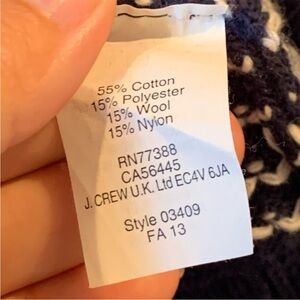 55% Cotton
15% Polyester
15% Wool
15% Nylon
RN77388
CA56445
J. CREW U.K. Ltd EC4V 6JA
Style 03409
FA 13